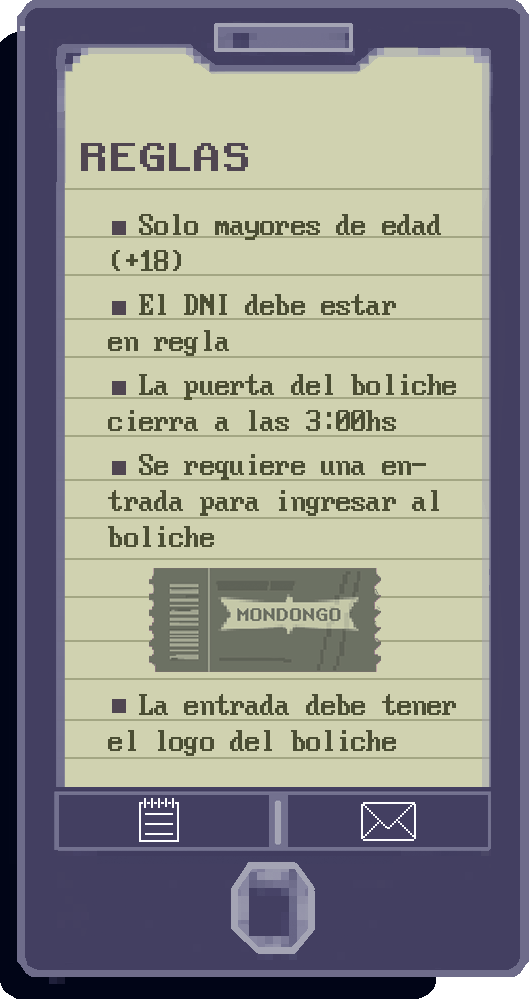 REGLAS
▪ Solo mayores de edad
(+18)
▪ El DNI debe estar
en regla
▪ La puerta del boliche
cierra a las 3:00hs
▪ Se requiere una en-
trada para ingresar al
boliche
MONDONGO
▪ La entrada debe tener
el logo del boliche